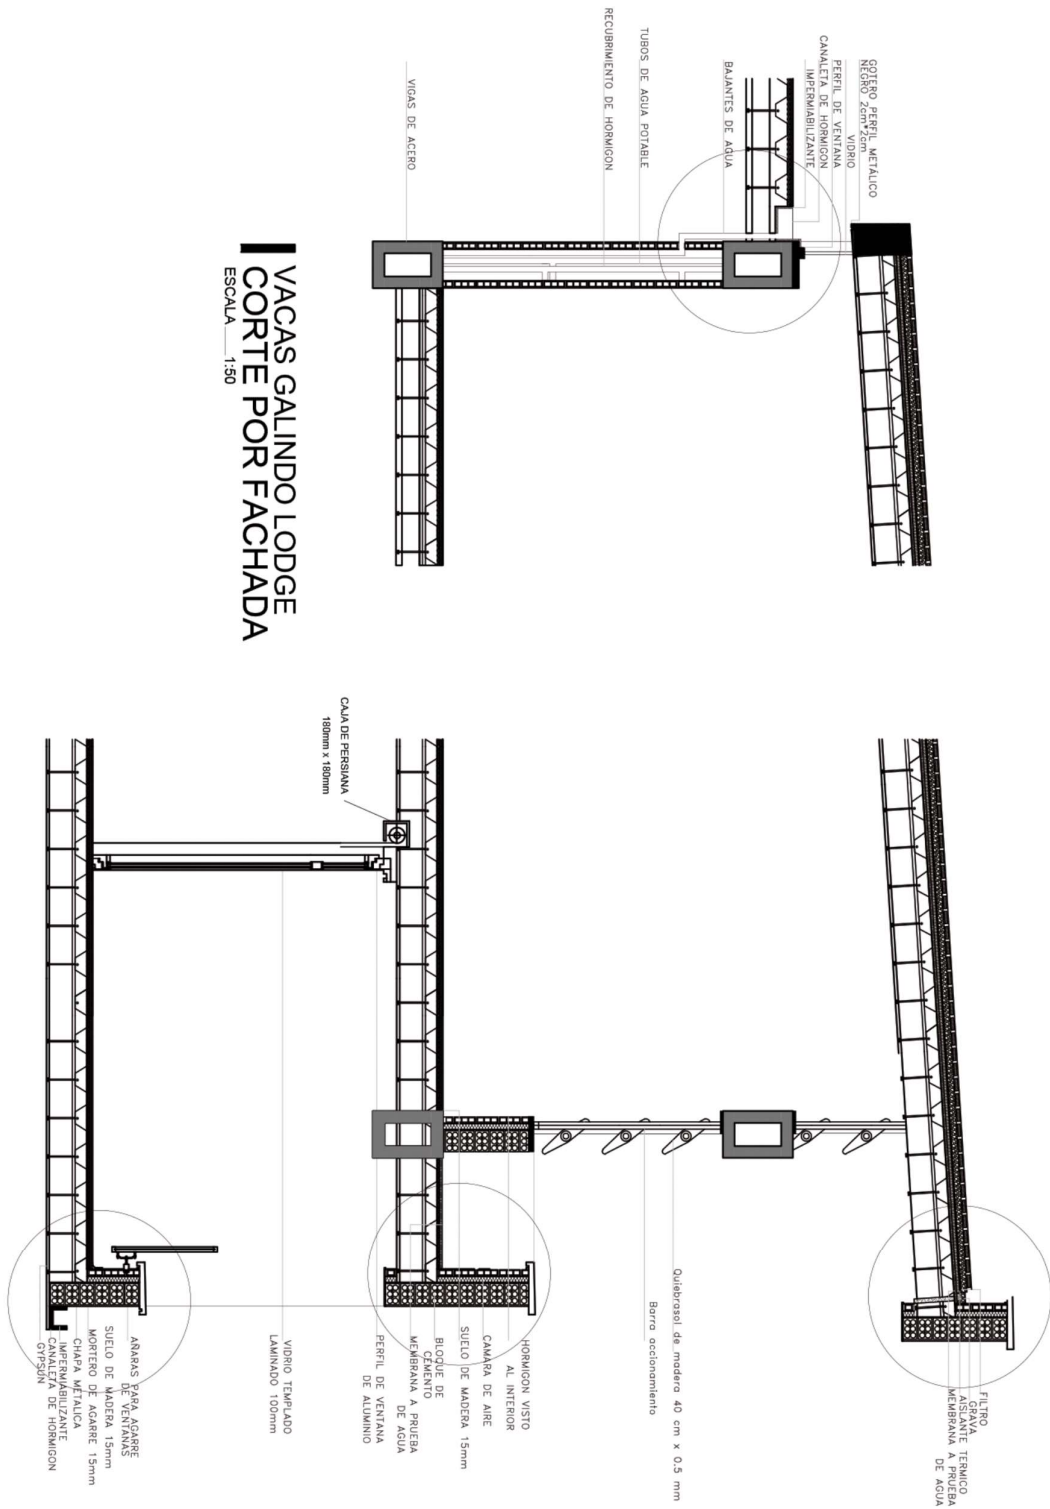 GOTERO PERFIL METÁLICO
NEGRO 2cm*2cm
VIDRIO
PERFIL DE VENTANA
CANALETA DE HORMIGON
IMPERMIABILIZANTE
BAJANTES DE AGUA
TUBOS DE AGUA POTABLE
RECUBRIMIENTO DE HORMIGON
VIGAS DE ACERO
VACAS GALINDO LODGE
CORTE POR FACHADA
ESCALA 1:50
CAJA DE PERSIANA
180mm x 180mm
FILTRO
GRAVA
AISLANTE TERMICO
MEMBRANA A PRUEBA
DE AGUA
Quiebrasol de madera 40 cm x 0.5 mm
Barra accionamiento
HORMIGON VISTO
AL INTERIOR
CAMARA DE AIRE
SUELO DE MADERA 15mm
BLOQUE DE
CEMENTO
MEMBRANA A PRUEBA
DE AGUA
PERFIL DE VENTANA
DE ALUMINIO
VIDRIO TEMPLADO
LAMINADO 100mm
AÑARAS PARA AGARRE
DE VENTANAS
SUELO DE MADERA 15mm
MORTERO DE AGARRE 15mm
CHAPA METALICA
IMPERMIABILIZANTE
CANALETA DE HORMIGON
GYPSUN